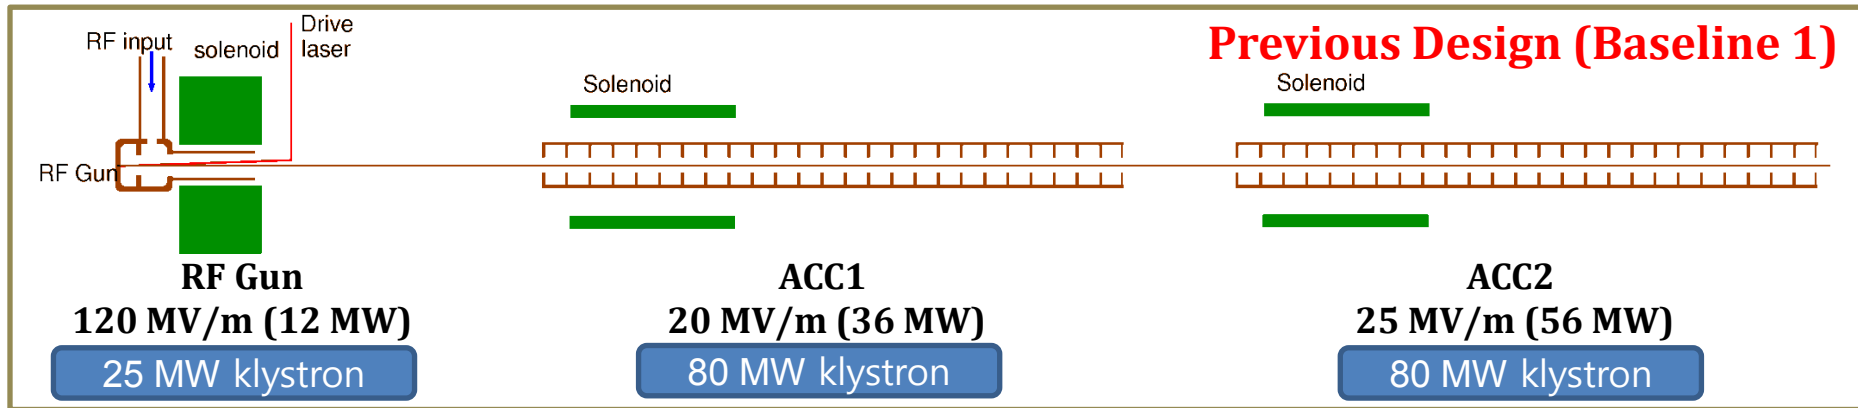 Previous Design (Baseline 1)
RF input
solenoid
Drive
laser
Solenoid
Solenoid
RF Gun
RF Gun
120 MV/m (12 MW)
25 MW klystron
ACC1
20 MV/m (36 MW)
80 MW klystron
ACC2
25 MV/m (56 MW)
80 MW klystron